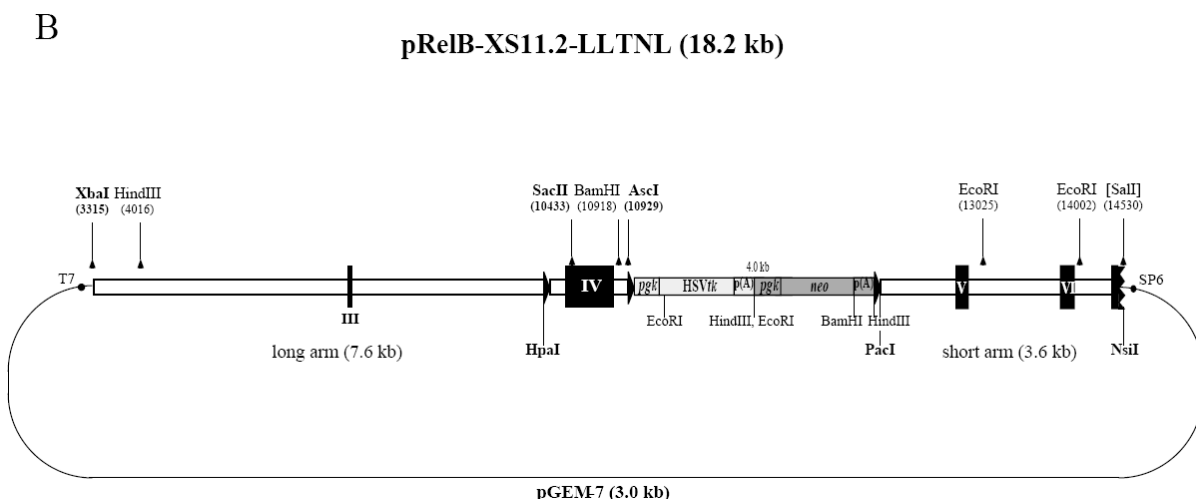 B
pRelB-XS11.2-LLTNL (18.2 kb)
XbaI HindIII SacII BamHI AscI EcoRI EcoRI [SalI]
(3315) (4016) (10433) (10918) (10929) (13025) (14002) (14530)
4.0 kb
T7 IV pgk HSVtk p(A) pgk neo p(A) V VI SP6
III EcoRI HindIII, EcoRI BamHI HindIII
long arm (7.6 kb) HpaI PacI short arm (3.6 kb) NsiI
pGEM-7 (3.0 kb)